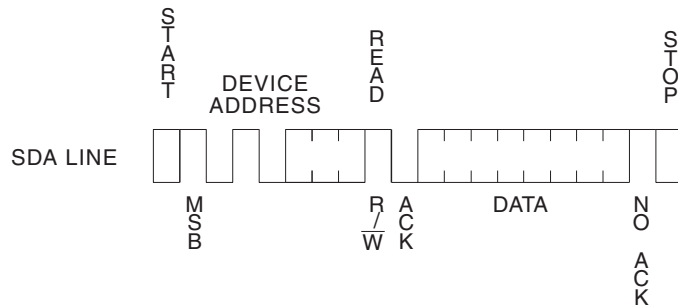 START
DEVICE
ADDRESS
READ
STOP
SDA LINE
MSB
R/W
ACK
DATA
NO ACK